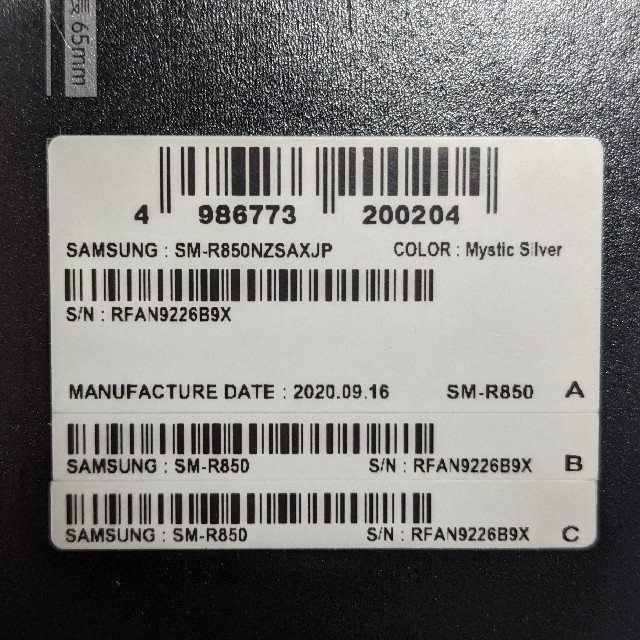 65mm
4 986773 200204
SAMSUNG : SM-R850NZSAXJP COLOR : Mystic Silver
S/N : RFAN9226B9X
MANUFACTURE DATE : 2020.09.16 SM-R850 A
SAMSUNG : SM-R850 S/N : RFAN9226B9X B
SAMSUNG : SM-R850 S/N : RFAN9226B9X C